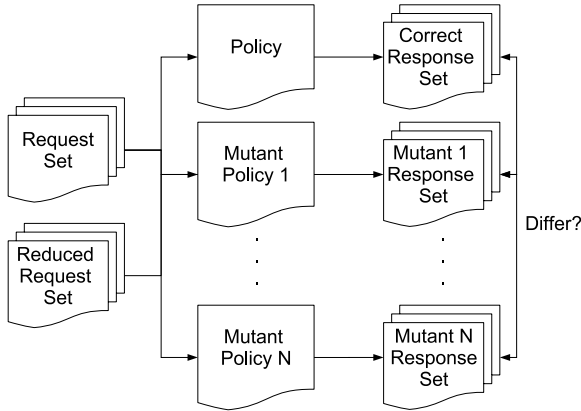 Policy
Correct
Response
Set
Request
Set
Mutant
Policy 1
Mutant 1
Response
Set
Differ?
Reduced
Request
Set
Mutant
Policy N
Mutant N
Response
Set